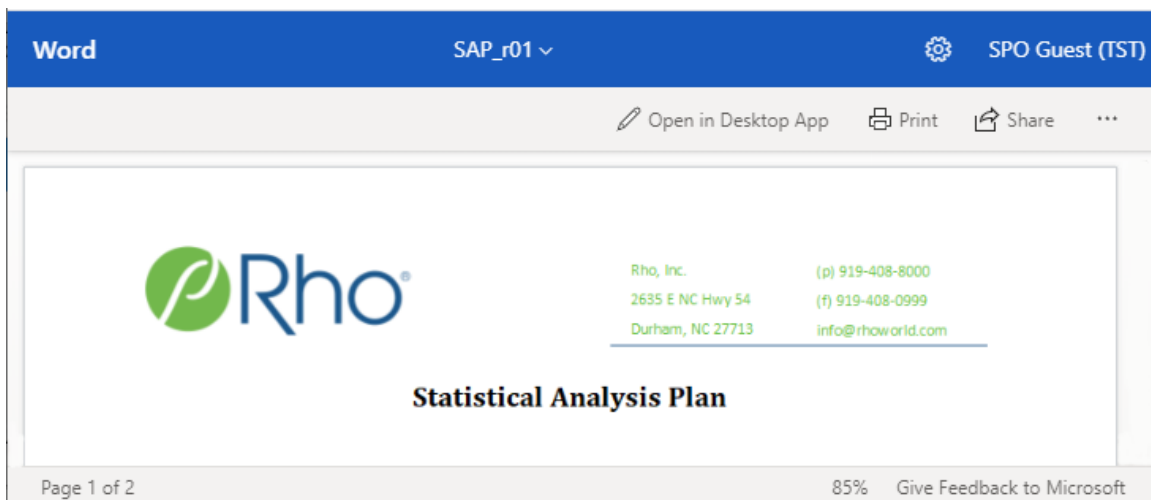 Word SAP_r01 SPO Guest (TST)
Open in Desktop App Print Share ...
Rho®
Rho, Inc. (p) 919-408-8000
2635 E NC Hwy 54 (f) 919-408-0999
Durham, NC 27713 info@rhoworld.com
Statistical Analysis Plan
Page 1 of 2 85% Give Feedback to Microsoft